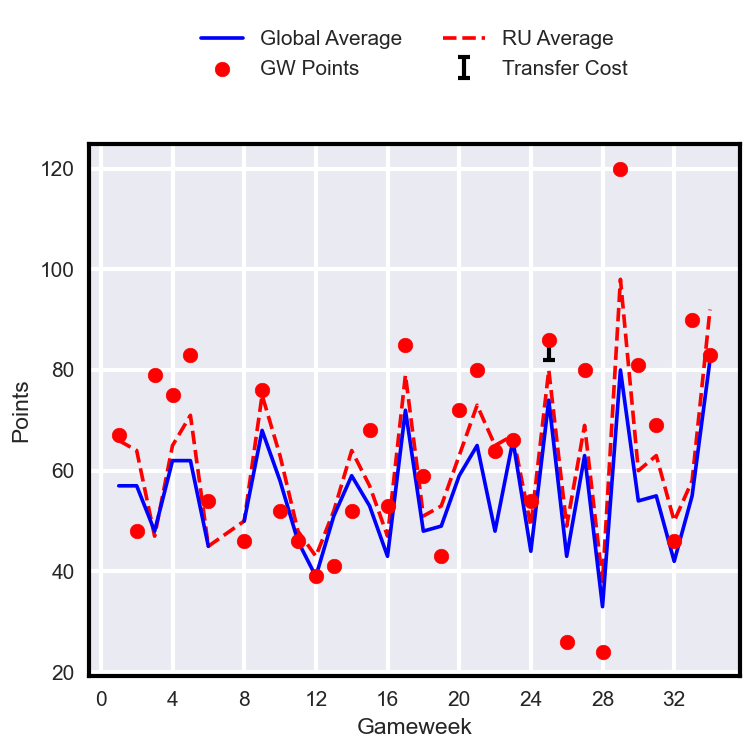 Global Average
RU Average
GW Points
Transfer Cost
120
100
80
60
40
20
Points
0 4 8 12 16 20 24 28 32
Gameweek